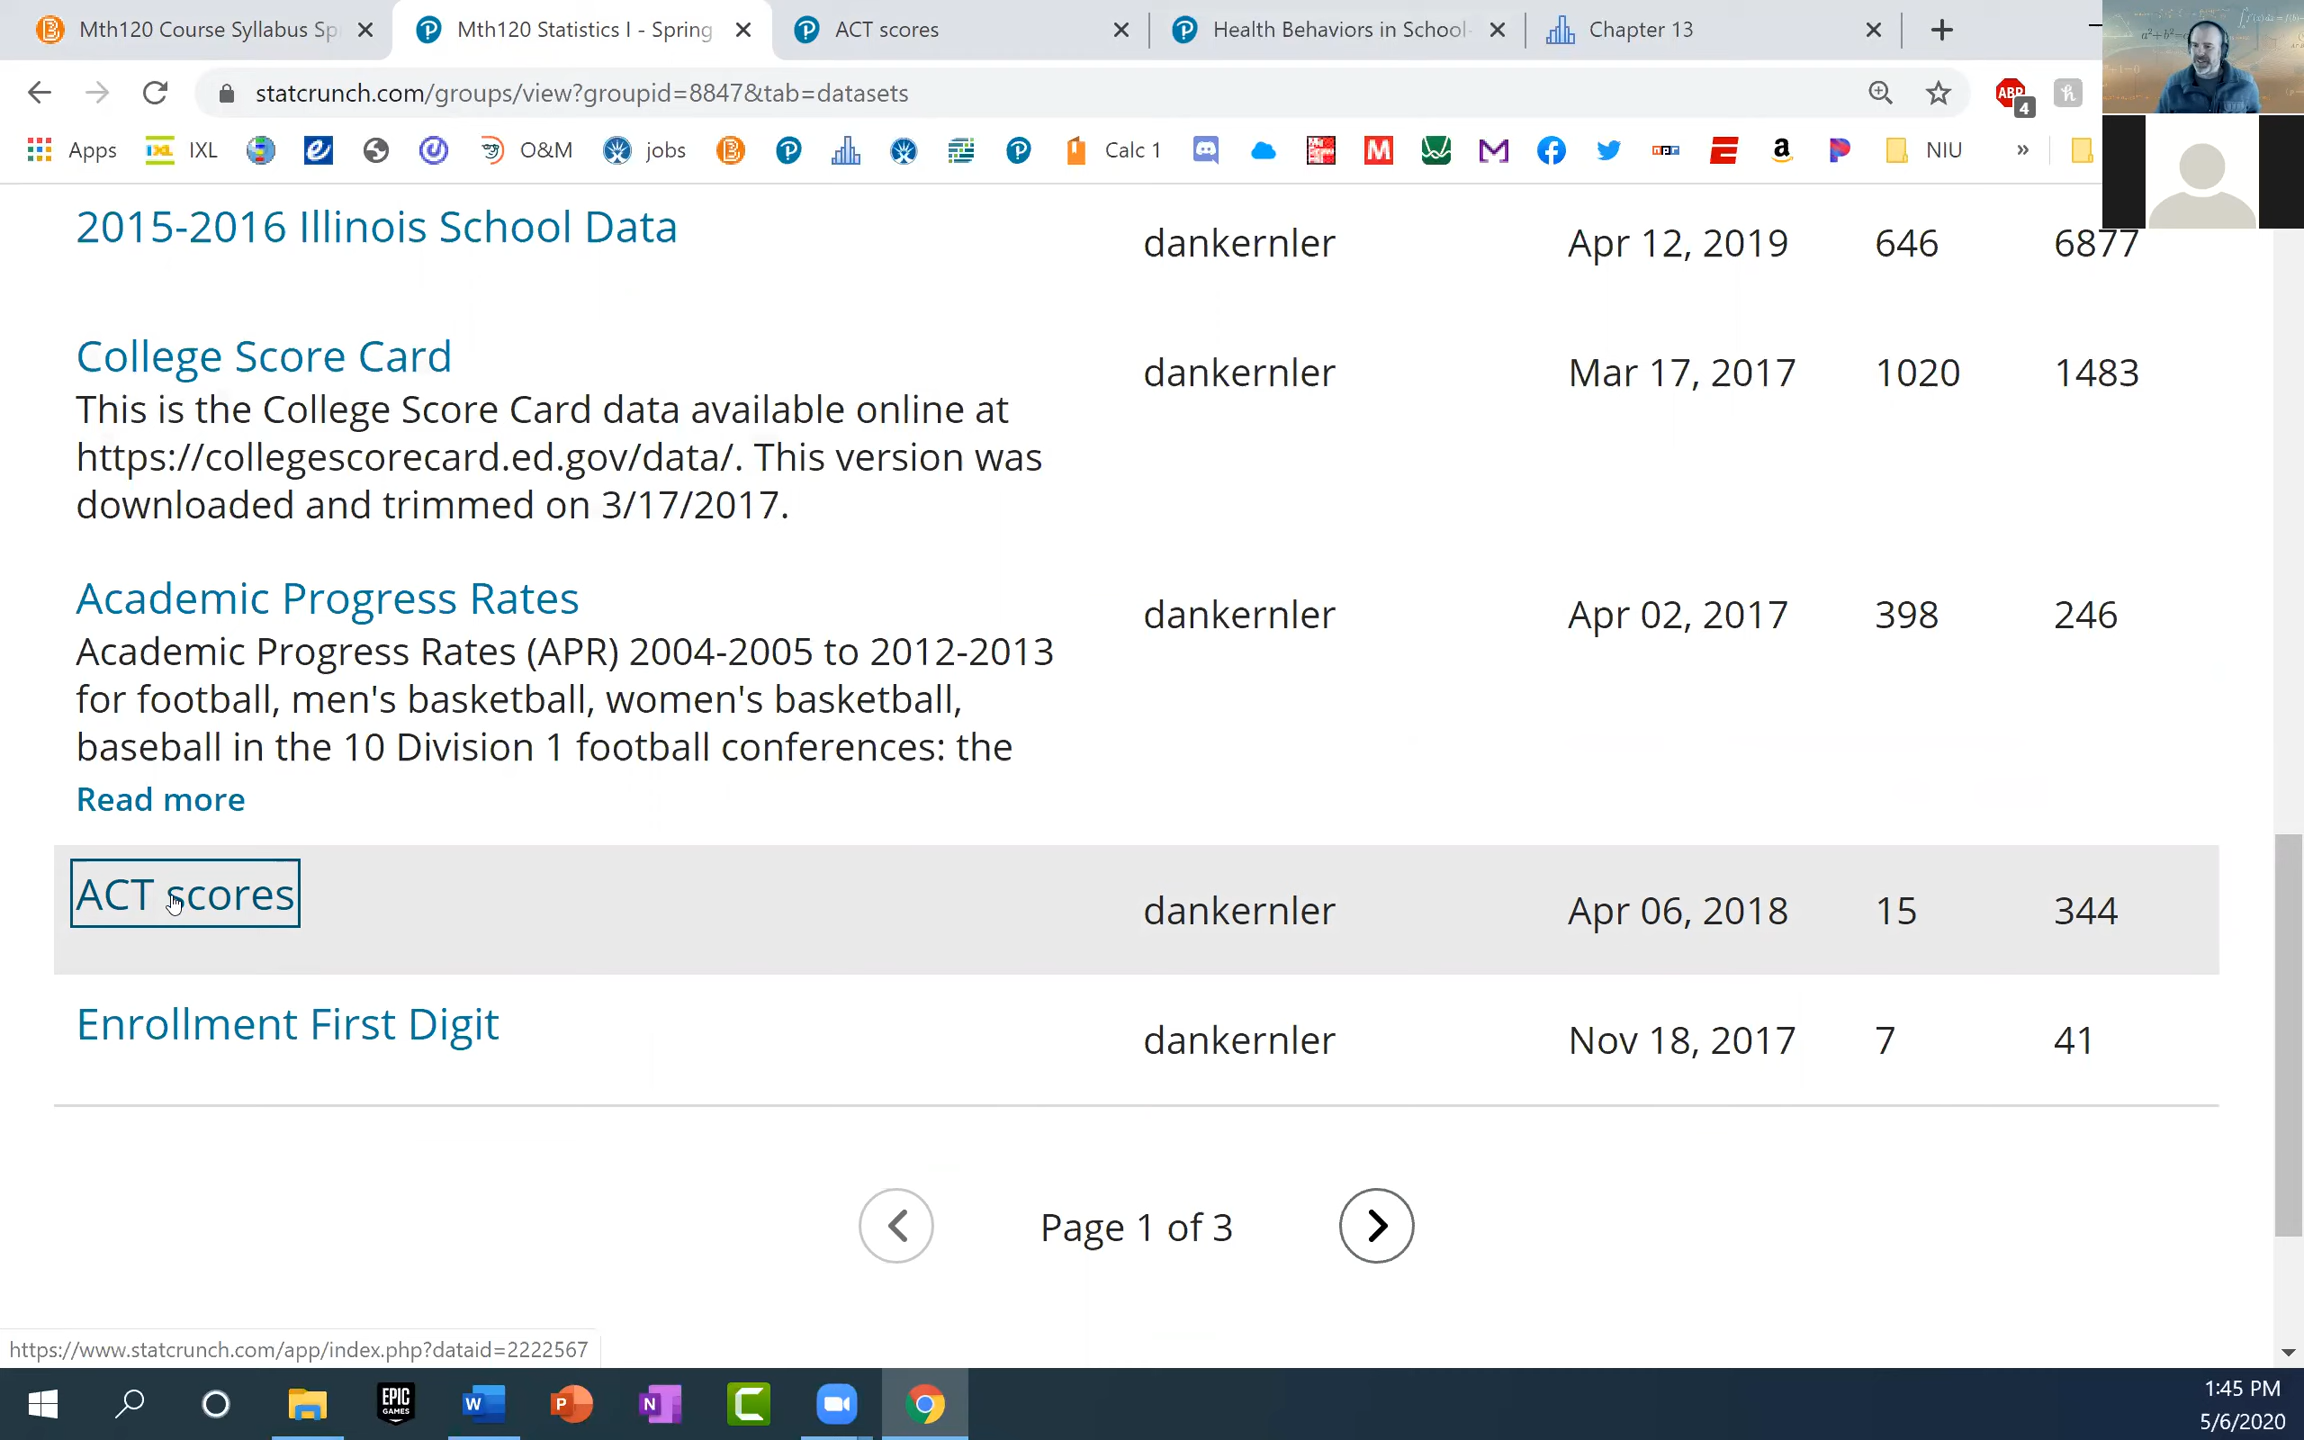 Mth120 Course Syllabus Sp
Mth120 Statistics I - Spring
ACT scores
Health Behaviors in School-
Chapter 13
statcrunch.com/groups/view?groupid=8847&tab=datasets
ABP
4
Apps
IXL
O&M
jobs
Calc 1
npr
NIU
»
2015-2016 Illinois School Data dankernler Apr 12, 2019 646 6877
College Score Card dankernler Mar 17, 2017 1020 1483
This is the College Score Card data available online at
https://collegescorecard.ed.gov/data/. This version was
downloaded and trimmed on 3/17/2017.
Academic Progress Rates dankernler Apr 02, 2017 398 246
Academic Progress Rates (APR) 2004-2005 to 2012-2013
for football, men's basketball, women's basketball,
baseball in the 10 Division 1 football conferences: the
Read more
ACT scores dankernler Apr 06, 2018 15 344
Enrollment First Digit dankernler Nov 18, 2017 7 41
Page 1 of 3
https://www.statcrunch.com/app/index.php?dataid=2222567
EPIC
GAMES
1:45 PM
5/6/2020